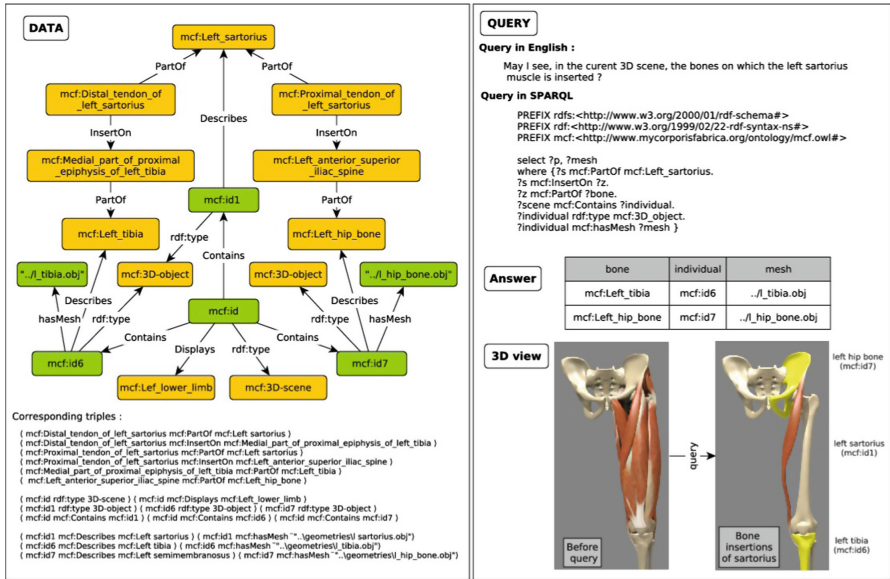 DATA
mcf:Left_sartorius
PartOf
PartOf
mcf:Distal_tendon_of
_left_sartorius
mcf:Proximal_tendon_of
_left_sartorius
Describes
InsertOn
InsertOn
mcf:Medial_part_of_proximal
_epiphysis_of_left_tibia
mcf:Left_anterior_superior
_iliac_spine
PartOf
mcf:id1
PartOf
mcf:Left_tibia
rdf:type
mcf:Left_hip_bone
Contains
"../l_tibia.obj"
mcf:3D-object
mcf:3D-object
"../l_hip_bone.obj"
Describes
Describes
hasMesh
rdf:type
mcf:id
rdf:type
hasMesh
Contains
Contains
mcf:id6
Displays
rdf:type
mcf:id7
mcf:Lef_lower_limb
mcf:3D-scene
Corresponding triples :
( mcf:Distal_tendon_of_left_sartorius mcf:PartOf mcf:Left sartorius )
( mcf:Distal_tendon_of_left_sartorius mcf:InsertOn mcf:Medial_part_of_proximal_epiphysis_of_left_tibia )
( mcf:Proximal_tendon_of_left_sartorius mcf:PartOf mcf:Left sartorius )
( mcf:Proximal_tendon_of_left_sartorius mcf:InsertOn mcf:Left_anterior_superior_iliac_spine )
( mcf:Medial_part_of_proximal_epiphysis_of_left_tibia mcf:PartOf mcf:Left_tibia )
( mcf:Left_anterior_superior_iliac_spine mcf:PartOf mcf:Left_hip_bone )
( mcf:id rdf:type 3D-scene ) ( mcf:id mcf:Displays mcf:Left_lower_limb )
( mcf:id1 rdf:type 3D-object ) ( mcf:id6 rdf:type 3D-object ) ( mcf:id7 rdf:type 3D-object )
( mcf:id mcf:Contains mcf:id1 ) ( mcf:id mcf:Contains mcf:id6 ) ( mcf:id mcf:Contains mcf:id7 )
( mcf:id1 mcf:Describes mcf:Left sartorius ) ( mcf:id1 mcf:hasMesh "..\geometries\l sartorius.obj")
( mcf:id6 mcf:Describes mcf:Left tibia ) ( mcf:id6 mcf:hasMesh "..\geometries\l_tibia.obj")
( mcf:id7 mcf:Describes mcf:Left semimembranosus ) ( mcf:id7 mcf:hasMesh "..\geometries\l_hip_bone.obj")
QUERY
Query in English :
May I see, in the curent 3D scene, the bones on which the left sartorius
muscle is inserted ?
Query in SPARQL
PREFIX rdfs:<http://www.w3.org/2000/01/rdf-schema#>
PREFIX rdf:<http://www.w3.org/1999/02/22-rdf-syntax-ns#>
PREFIX mcf:<http://www.mycorporisfabrica.org/ontology/mcf.owl#>
select ?p, ?mesh
where {?s mcf:PartOf mcf:Left_sartorius.
?s mcf:InsertOn ?z.
?z mcf:PartOf ?bone.
?scene mcf:Contains ?individual.
?individual rdf:type mcf:3D_object.
?individual mcf:hasMesh ?mesh }
Answer
bone individual mesh
mcf:Left_tibia mcf:id6 ../l_tibia.obj
mcf:Left_hip_bone mcf:id7 ../l_hip_bone.obj
3D view
left hip bone
(mcf:id7)
query
left sartorius
(mcf:id1)
Before
query
Bone
insertions
of sartorius
left tibia
(mcf:id6)